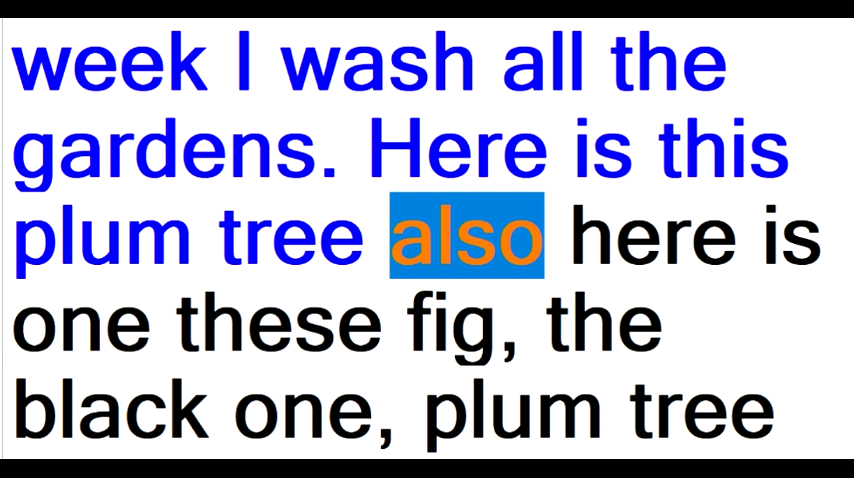 week I wash all the
gardens. Here is this
plum tree also here is
one these fig, the
black one, plum tree